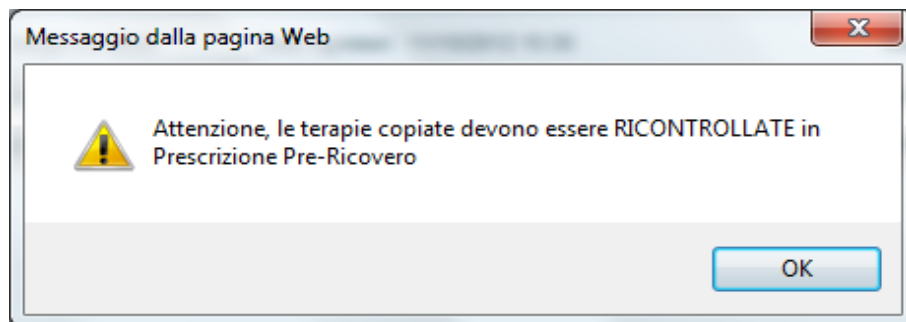 Messaggio dalla pagina Web
Attenzione, le terapie copiate devono essere RICONTROLLATE in
Prescrizione Pre-Ricovero
OK